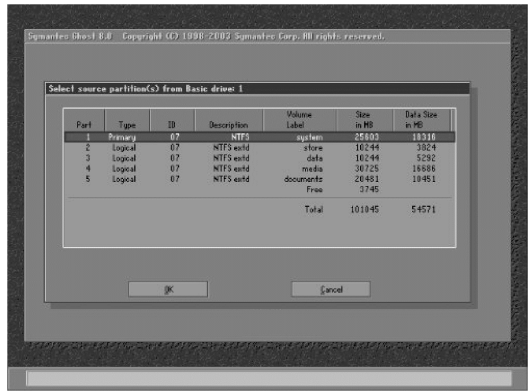 Symantec Ghost 8.0 Copyright (C) 1998-2003 Symantec Corp. All rights reserved.
Select source partition(s) from Basic drive: 1
Part Type ID Description Volume Label Size in MB Data Size in MB
1 Primary 07 NTFS system 25603 18316
2 Logical 07 NTFS extd store 10244 3824
3 Logical 07 NTFS extd data 10244 5292
4 Logical 07 NTFS extd media 30725 16686
5 Logical 07 NTFS extd documents 20481 10451
Free 3745
Total 101045 54571
OK Cancel